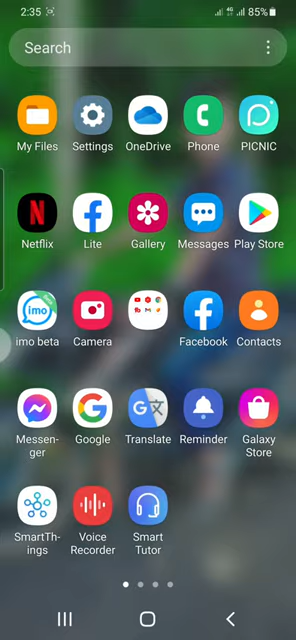 2:35 4G 85%
Search
My Files Settings OneDrive Phone PICNIC
Netflix Lite Gallery Messages Play Store
imo beta Camera Facebook Contacts
Messen-
ger Google Translate Reminder Galaxy
Store
SmartTh-
ings Voice
Recorder Smart
Tutor